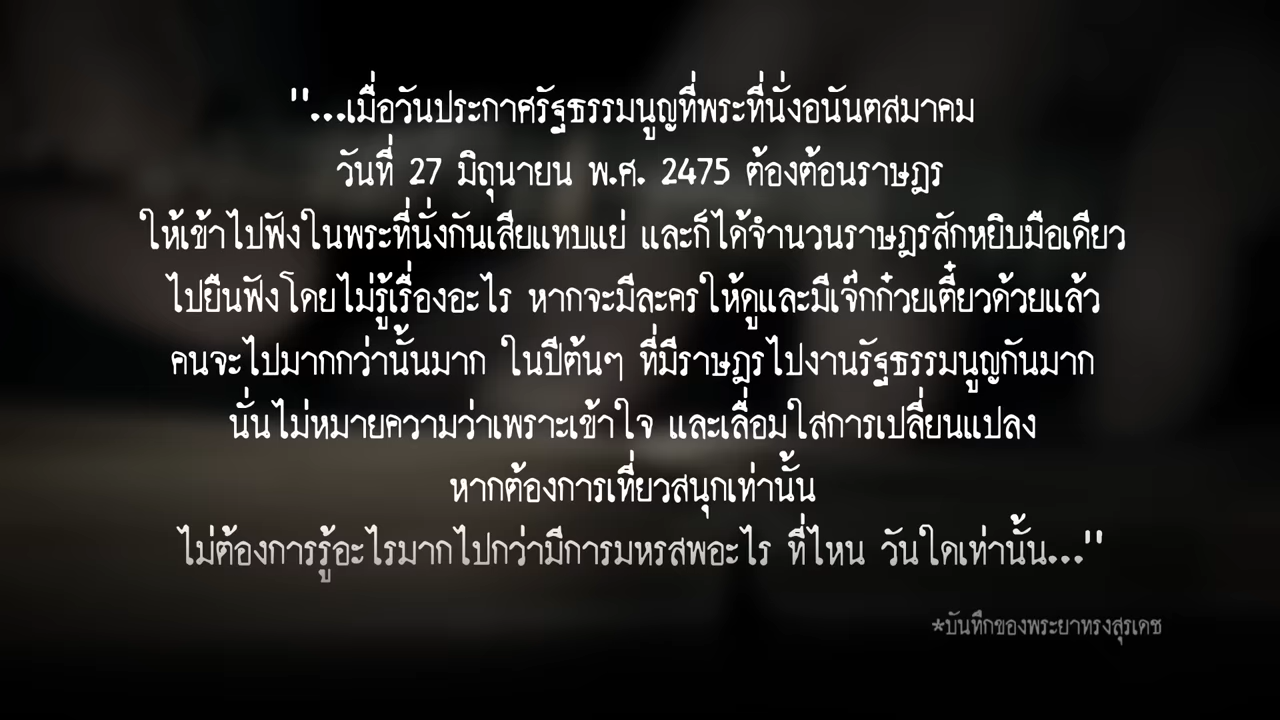 "...เมื่อวันประกาศรัฐธรรมนูญที่พระที่นั่งอนันตสมาคม
วันที่ 27 มิถุนายน พ.ศ. 2475 ต้องต้อนราษฎร
ให้เข้าไปฟังในพระที่นั่งกันเสียแทบแย่ และก็ได้จำนวนราษฎรสักหยิบมือเดียว
ไปยืนฟังโดยไม่รู้เรื่องอะไร หากจะมีละครให้ดูและมีเจ๊กก๋วยเตี๋ยวด้วยแล้ว
คนจะไปมากกว่านั้นมาก ในปีต้นๆ ที่มีราษฎรไปงานรัฐธรรมนูญกันมาก
นั่นไม่หมายความว่าเพราะเข้าใจ และเลื่อมใสการเปลี่ยนแปลง
หากต้องการเที่ยวสนุกเท่านั้น
ไม่ต้องการรู้อะไรมากไปกว่ามีการมหรสพอะไร ที่ไหน วันใดเท่านั้น..."
*บันทึกของพระยาทรงสุรเดช